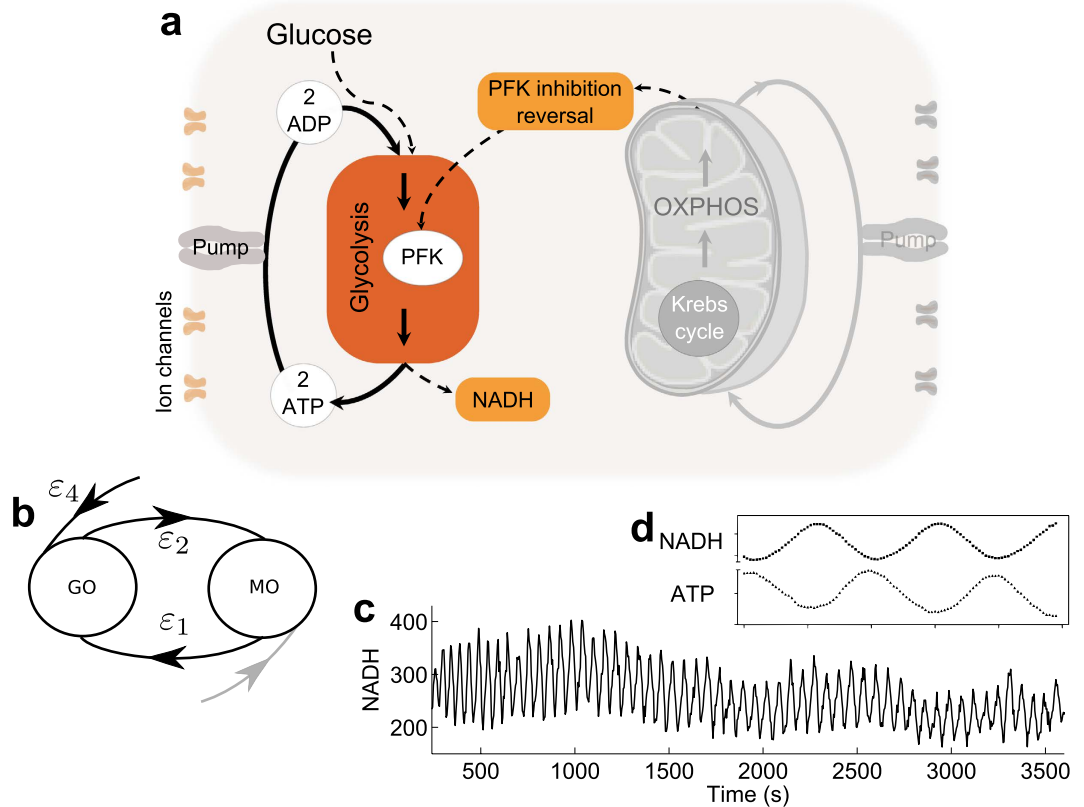 a
Glucose
2
ADP
PFK inhibition
reversal
Glycolysis
OXPHOS
Pump
PFK
Pump
Krebs
cycle
Ion channels
2
ATP
NADH
b
ε4
ε2
GO
MO
ε1
d
NADH
ATP
c
NADH
400
300
200
500
1000
1500
2000
2500
3000
3500
Time (s)